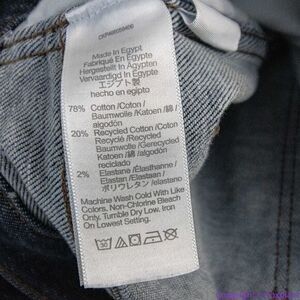 Made In Egypt
Fabriqué En Egypte
Hergestellt In Ägypten
Vervaardigd In Egypte
エジプト製
hecho en egipto
78% Cotton /Coton /
Baumwolle /Katoen /綿 /
algodón
20% Recycled Cotton /Coton
Recyclé /Recycled
Baumwolle /Gerecycled
Katoen /綿 /algodón
reciclado
2% Elastane /Elasthanne /
Elastan /Elastaan /
ポリウレタン /elastano
Machine Wash Cold With Like
Colors. Non-Chlorine Bleach
Only. Tumble Dry Low. Iron
On Lowest Setting.